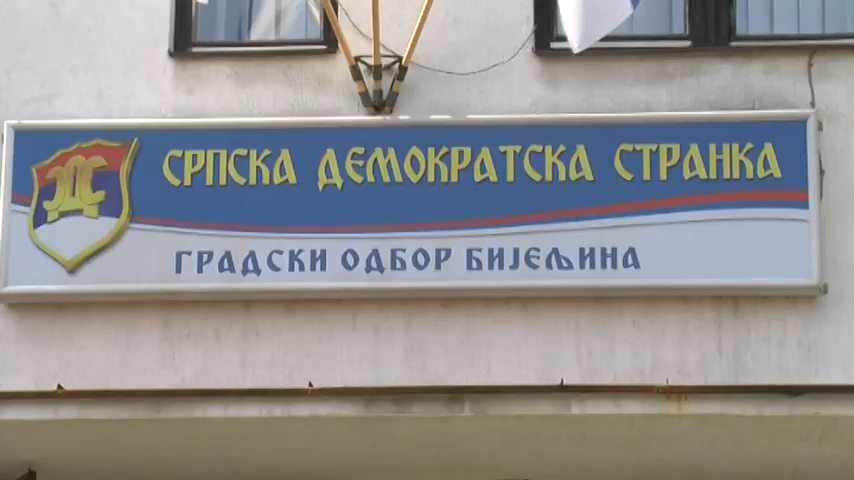 СРПСКА ДЕМОКРАТСКА СТРАНКА
ГРАДСКИ ОДБОР БИЈЕЉИНА